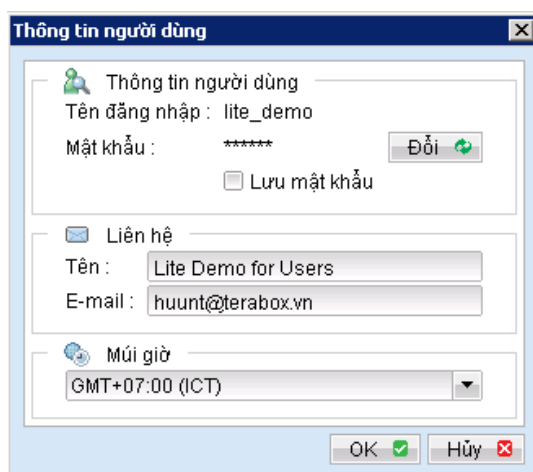 Thông tin người dùng
Thông tin người dùng
Tên đăng nhập : lite_demo
Mật khẩu : ****** Đổi
Lưu mật khẩu
Liên hệ
Tên : Lite Demo for Users
E-mail : huunt@terabox.vn
Múi giờ
GMT+07:00 (ICT)
OK Hủy